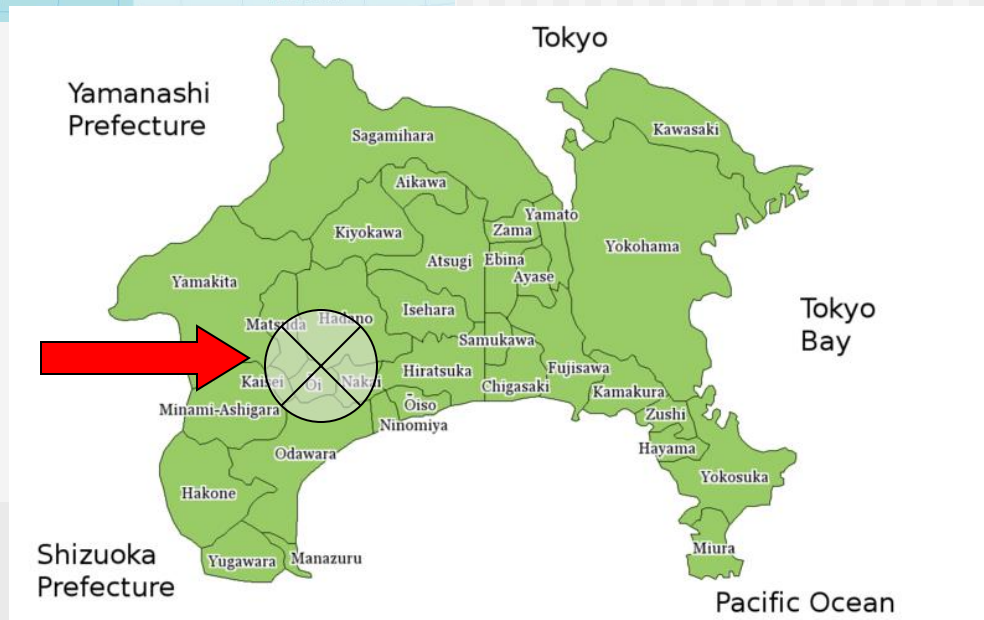 Tokyo
Yamanashi
Prefecture
Sagamihara
Kawasaki
Aikawa
Yamato
Zama
Kiyokawa
Yokohama
Atsugi
Ebina
Ayase
Yamakita
Isehara
Tokyo
Bay
Matsuda
Hadano
Samukawa
Fujisawa
Hiratsuka
Kaisei
Ōi
Nakai
Chigasaki
Kamakura
Minami-Ashigara
Ōiso
Zushi
Ninomiya
Hayama
Odawara
Yokosuka
Hakone
Shizuoka
Prefecture
Yugawara
Manazuru
Miura
Pacific Ocean